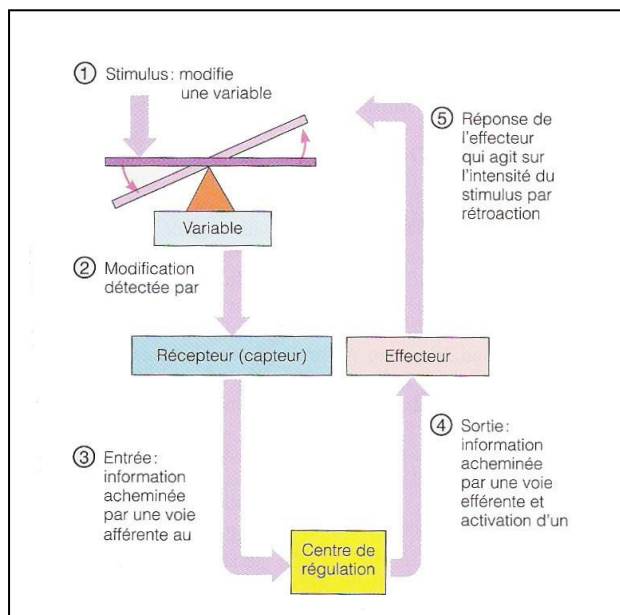 ① Stimulus : modifie
une variable
Variable
② Modification
détectée par
Récepteur (capteur)
③ Entrée :
information
acheminée
par une voie
afférente au
Centre de
régulation
④ Sortie :
information
acheminée
par une voie
efférente et
activation d'un
Effecteur
⑤ Réponse de
l'effecteur
qui agit sur
l'intensité du
stimulus par
rétroaction